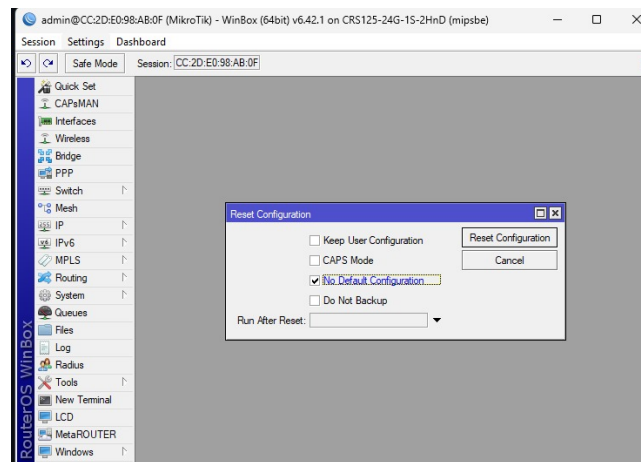 admin@CC:2D:E0:98:AB:0F (MikroTik) - WinBox (64bit) v6.42.1 on CRS125-24G-1S-2HnD (mipsbe)
Session Settings Dashboard
Safe Mode Session: CC:2D:E0:98:AB:0F
Quick Set
CAPsMAN
Interfaces
Wireless
Bridge
PPP
Switch
Mesh
IP
IPv6
MPLS
Routing
System
Queues
Files
Log
Radius
Tools
New Terminal
LCD
MetaROUTER
Windows
RouterOS WinBox
Reset Configuration
Keep User Configuration
CAPS Mode
No Default Configuration
Do Not Backup
Run After Reset:
Reset Configuration
Cancel